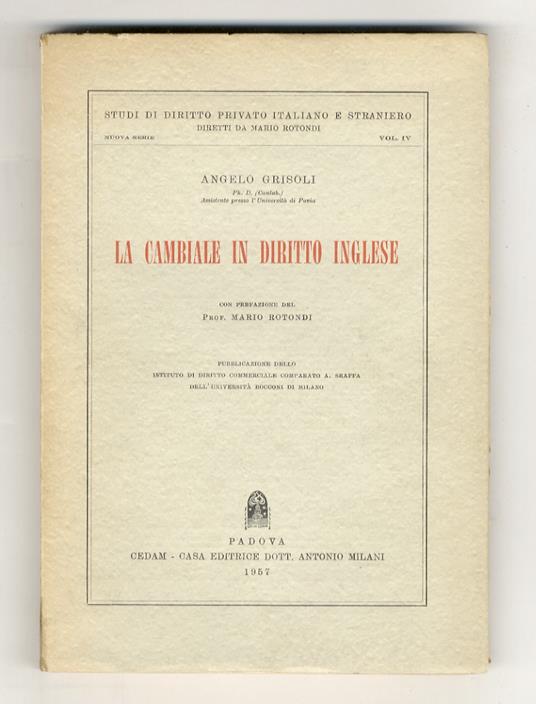 STUDI DI DIRITTO PRIVATO ITALIANO E STRANIERO
DIRETTI DA MARIO ROTONDI
NUOVA SERIE VOL. IV
ANGELO GRISOLI
Ph. D. (Cantab.)
Assistente presso l'Università di Pavia
LA CAMBIALE IN DIRITTO INGLESE
CON PREFAZIONE DEL
PROF. MARIO ROTONDI
PUBBLICAZIONE DELLO
ISTITUTO DI DIRITTO COMMERCIALE COMPARATO A. SRAFFA
DELL'UNIVERSITÀ BOCCONI DI MILANO
PADOVA
CEDAM - CASA EDITRICE DOTT. ANTONIO MILANI
1957